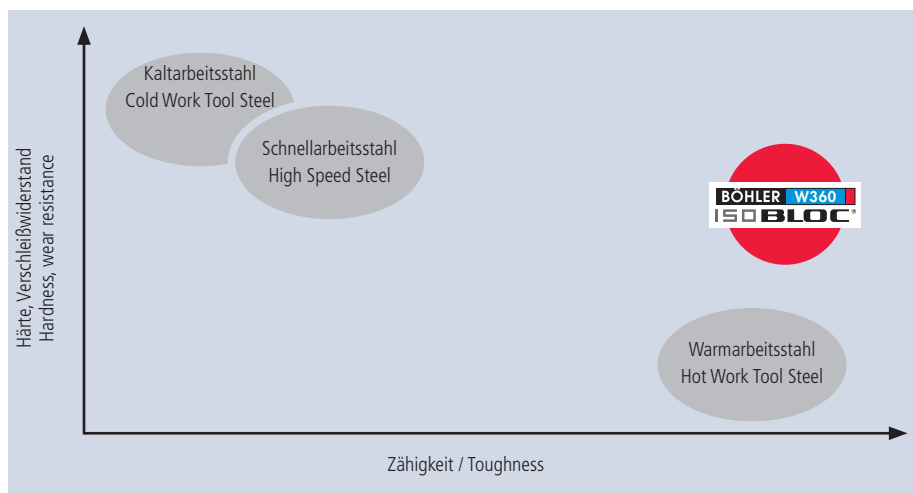 Kaltarbeitsstahl
Cold Work Tool Steel
Schnellarbeitsstahl
High Speed Steel
BÖHLER W360
ISOBLOC®
Warmarbeitsstahl
Hot Work Tool Steel
Härte, Verschleißwiderstand
Hardness, wear resistance
Zähigkeit / Toughness